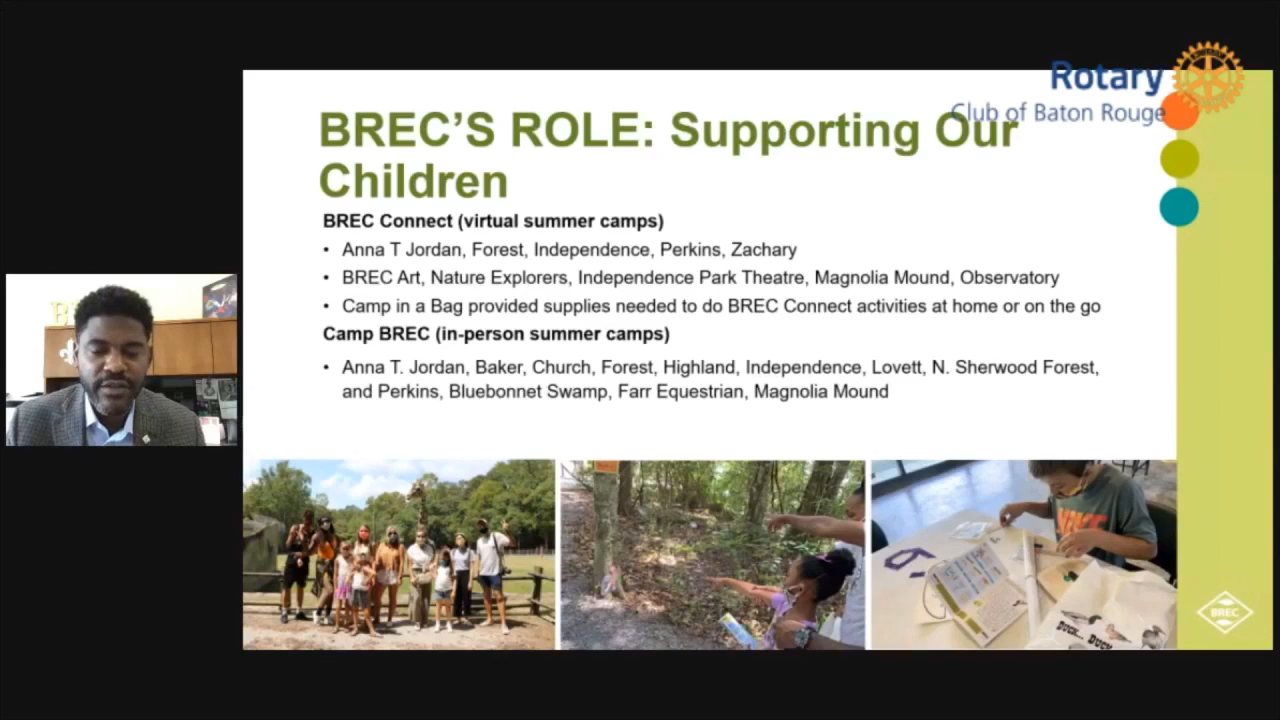 Rotary
Club of Baton Rouge
BREC'S ROLE: Supporting Our
Children
BREC Connect (virtual summer camps)
• Anna T Jordan, Forest, Independence, Perkins, Zachary
• BREC Art, Nature Explorers, Independence Park Theatre, Magnolia Mound, Observatory
• Camp in a Bag provided supplies needed to do BREC Connect activities at home or on the go
Camp BREC (in-person summer camps)
• Anna T. Jordan, Baker, Church, Forest, Highland, Independence, Lovett, N. Sherwood Forest,
and Perkins, Bluebonnet Swamp, Farr Equestrian, Magnolia Mound
NIKE
DUCK... DUCK
BREC